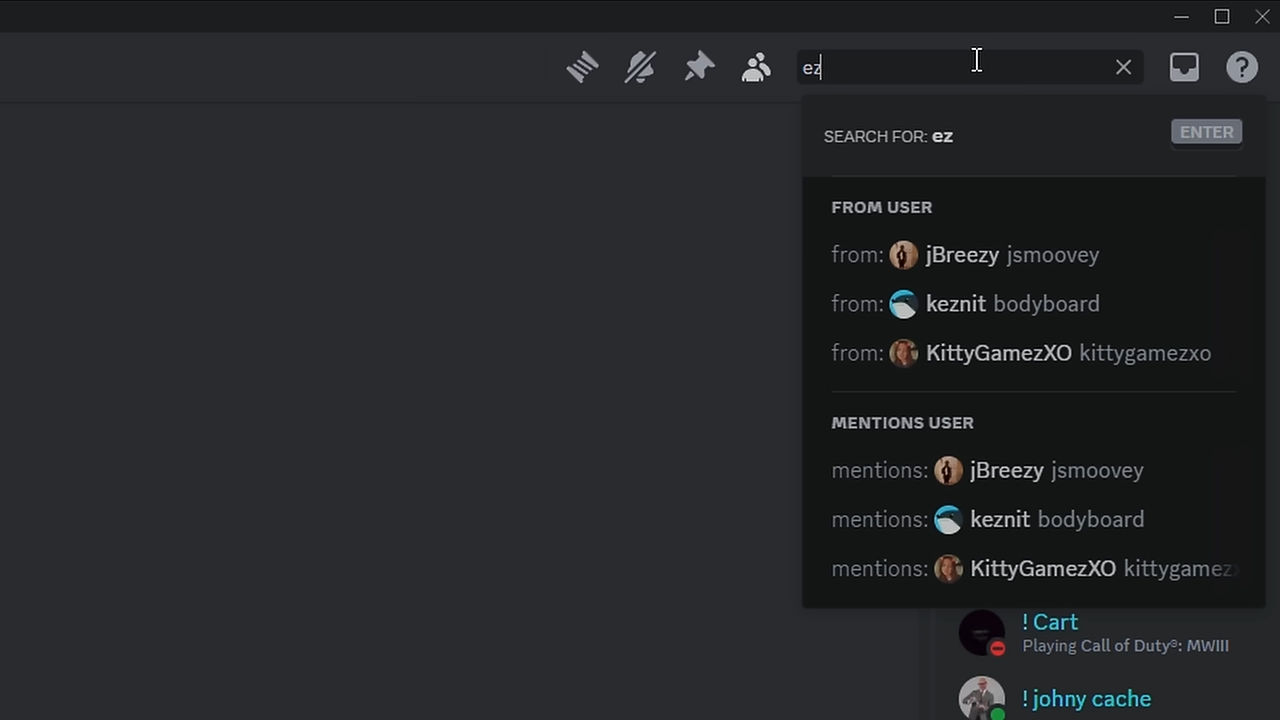 ez
SEARCH FOR: ez
ENTER
FROM USER
from: jBreezy jsmoovey
from: keznit bodyboard
from: KittyGamezXO kittygamezxo
MENTIONS USER
mentions: jBreezy jsmoovey
mentions: keznit bodyboard
mentions: KittyGamezXO kittygamez
! Cart
Playing Call of Duty®: MWIII
! johny cache